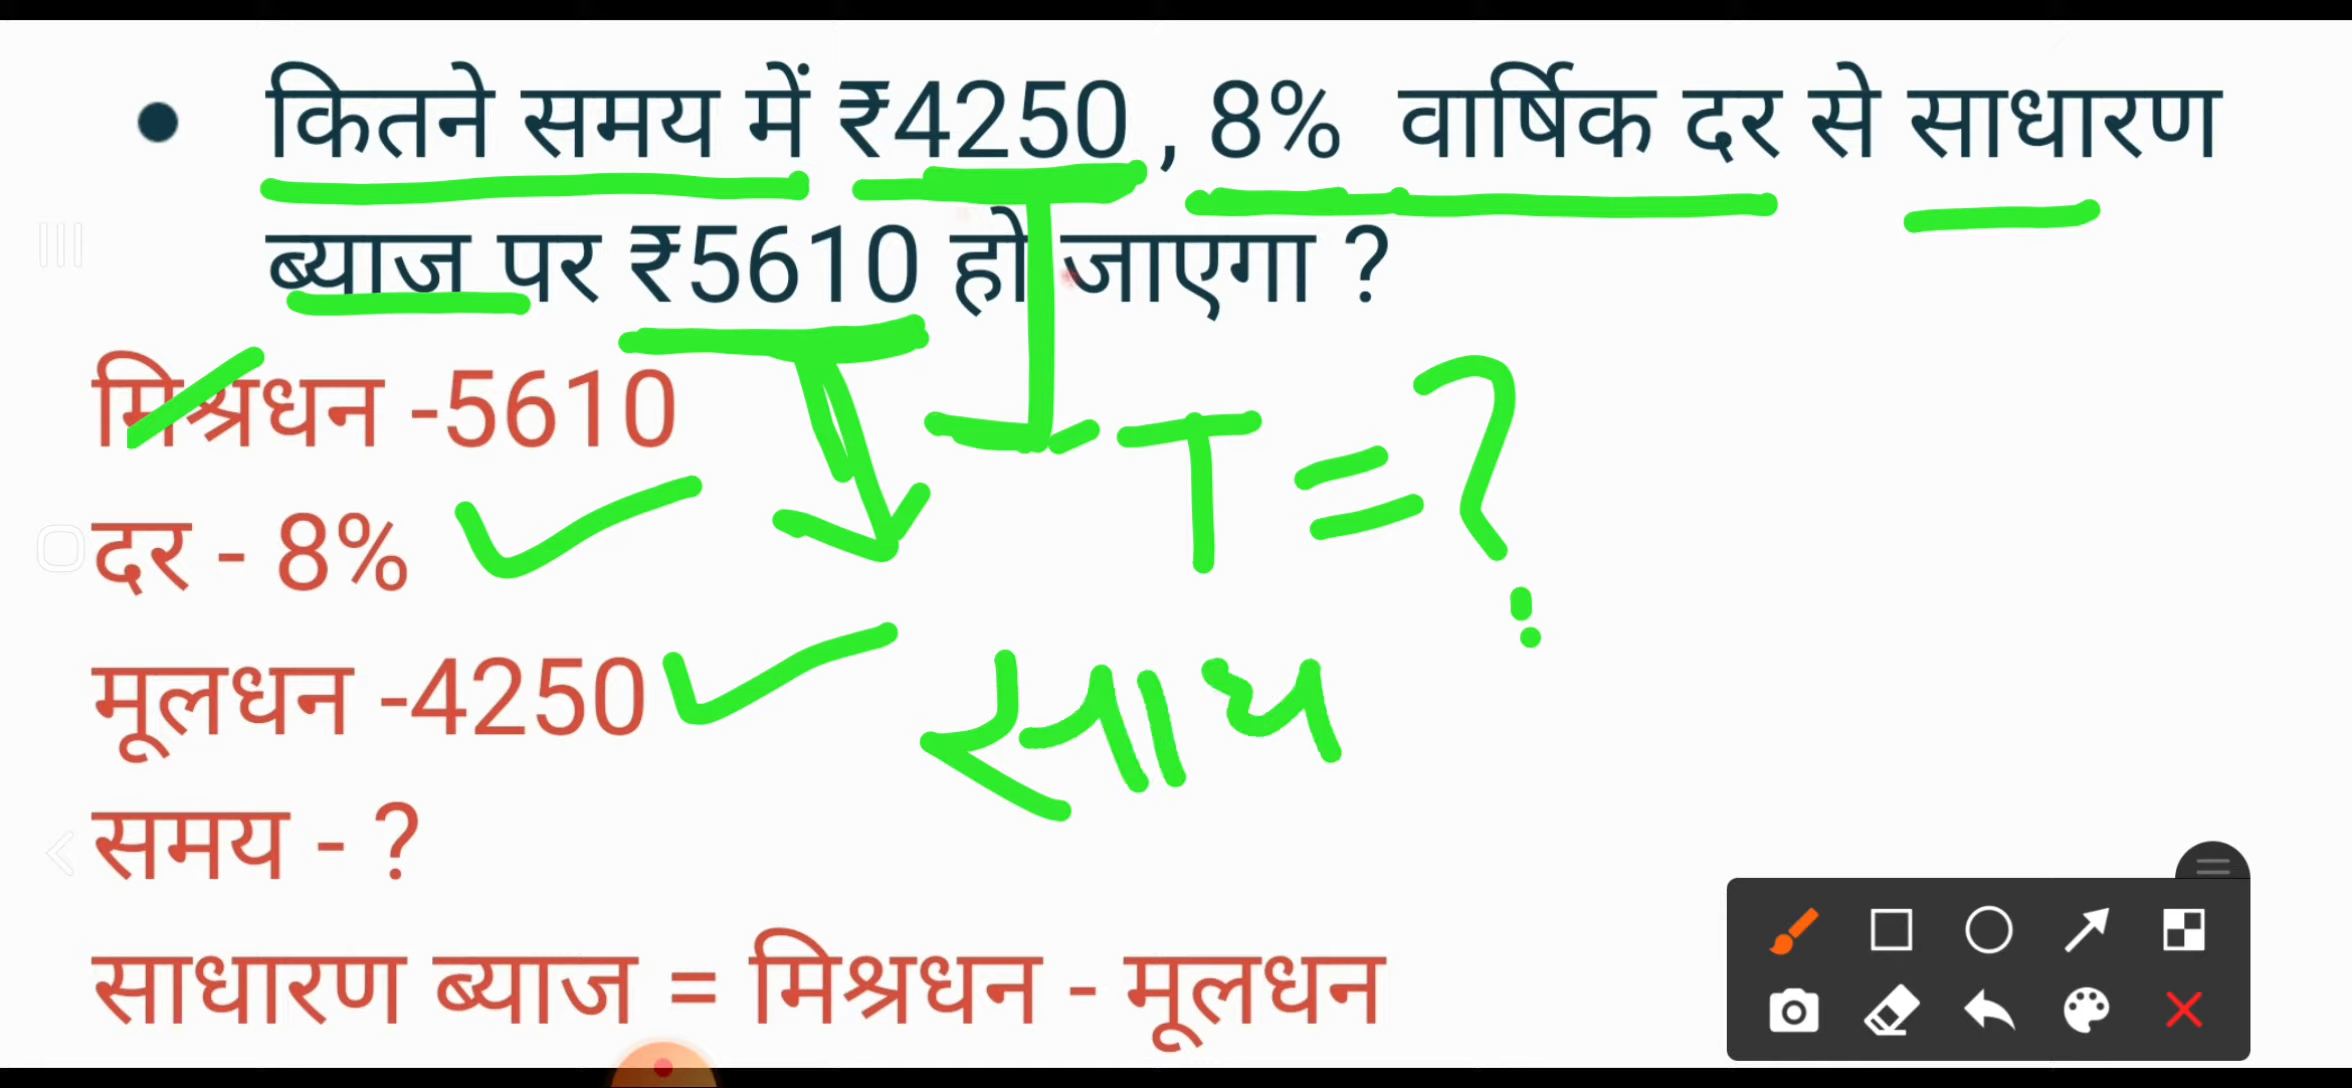 • कितने समय में ₹4250 , 8% वार्षिक दर से साधारण
ब्याज पर ₹5610 हो जाएगा ?
मिश्रधन -5610
दर - 8%
T = ?
मूलधन -4250
समय - ?
साधारण ब्याज = मिश्रधन - मूलधन